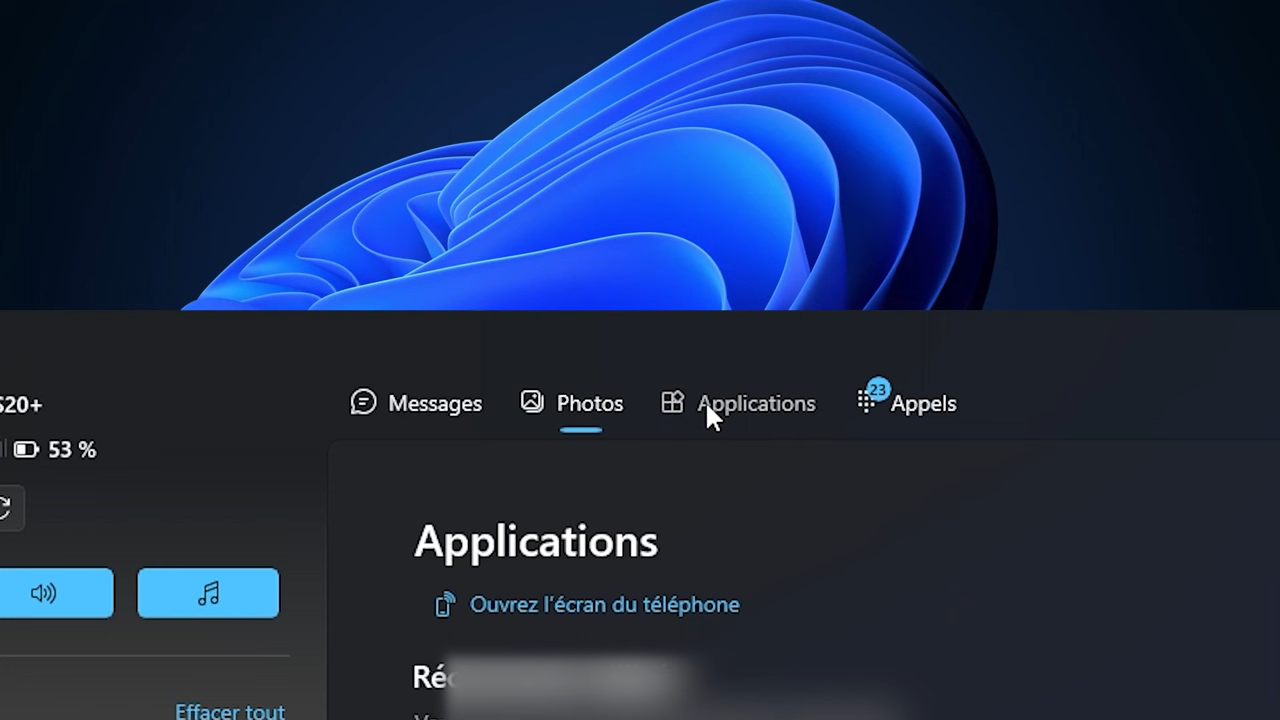 S20+
Messages
Photos
Applications
23
Appels
53 %
Applications
Ouvrez l'écran du téléphone
Effacer tout